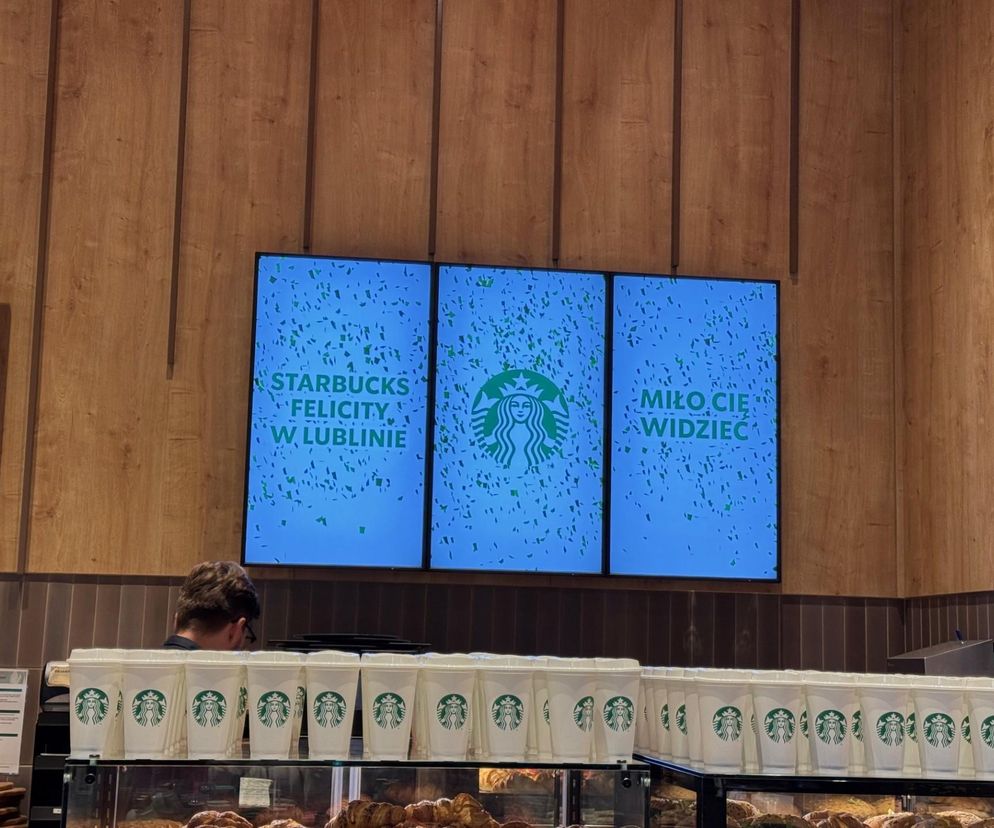 STARBUCKS
FELICITY
W LUBLINIE
MIŁO CIĘ
WIDZIEĆ